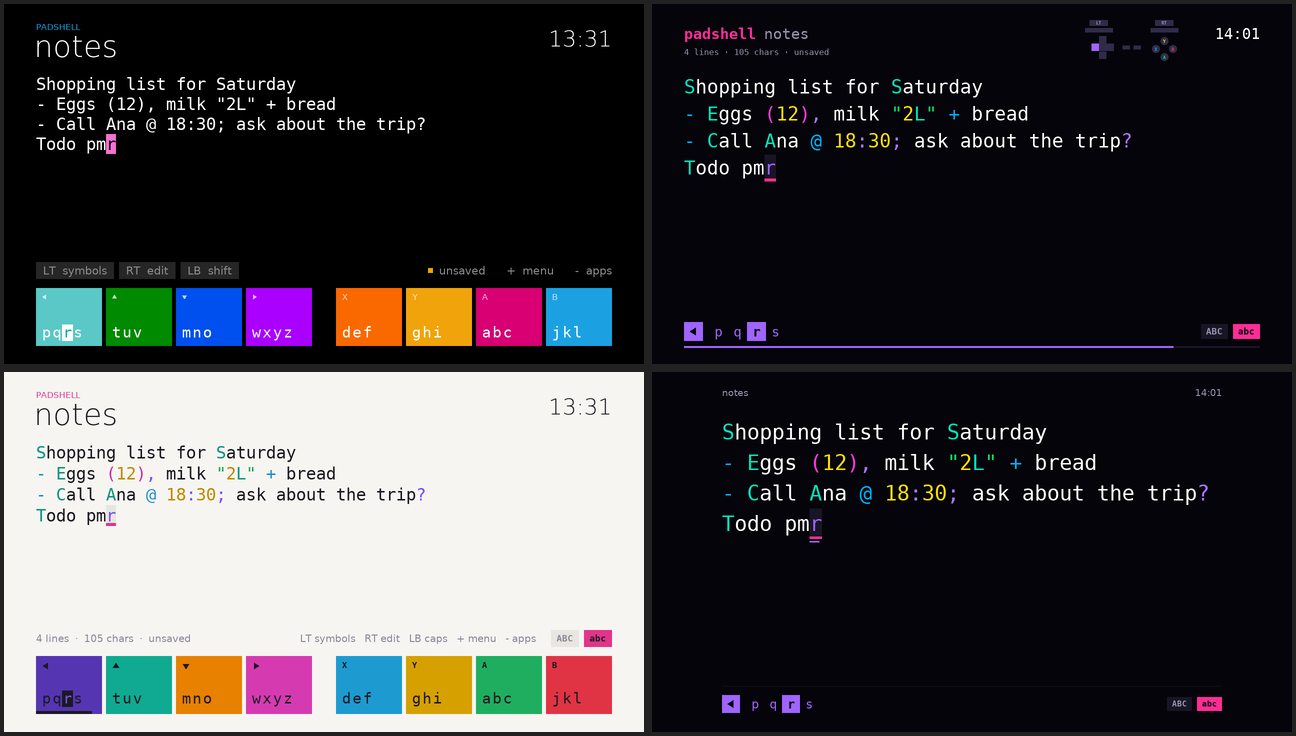 PADSHELL
notes
13:31
Shopping list for Saturday
- Eggs (12), milk "2L" + bread
- Call Ana @ 18:30; ask about the trip?
Todo pmr
LT symbols RT edit LB shift
unsaved + menu - apps
X Y A B
pqrs tuv mno wxyz def ghi abc jkl
padshell notes
LT RT
14:01
4 lines · 105 chars · unsaved
Y
X B
A
Shopping list for Saturday
- Eggs (12), milk "2L" + bread
- Call Ana @ 18:30; ask about the trip?
Todo pmr
p q r s
ABC abc
PADSHELL
notes
13:31
Shopping list for Saturday
- Eggs (12), milk "2L" + bread
- Call Ana @ 18:30; ask about the trip?
Todo pmr
4 lines · 105 chars · unsaved
LT symbols RT edit LB caps + menu - apps ABC abc
X Y A B
pqrs tuv mno wxyz def ghi abc jkl
notes
14:01
Shopping list for Saturday
- Eggs (12), milk "2L" + bread
- Call Ana @ 18:30; ask about the trip?
Todo pmr
p q r s
ABC abc